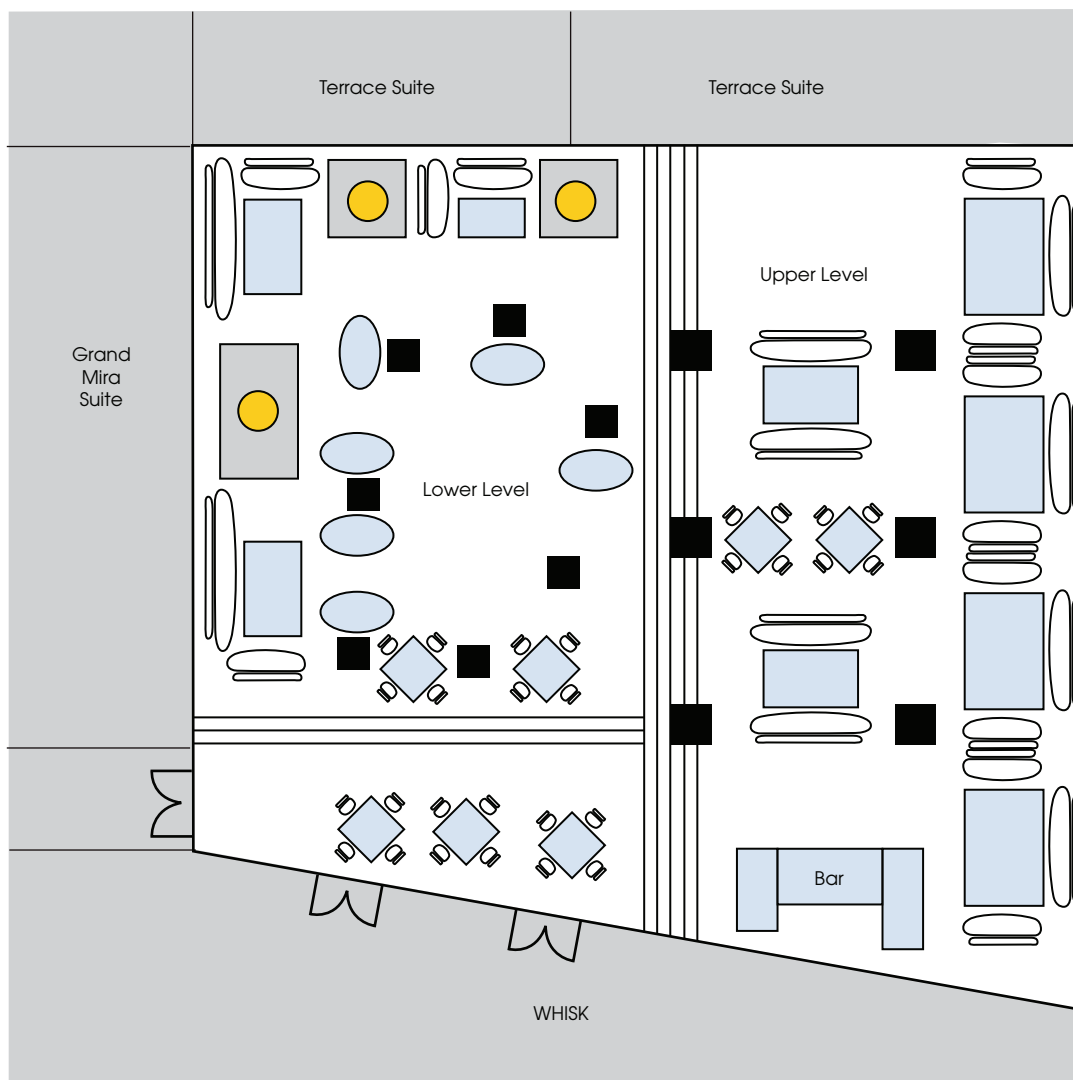 Terrace Suite
Terrace Suite
Upper Level
Grand
Mira
Suite
Lower Level
Bar
WHISK